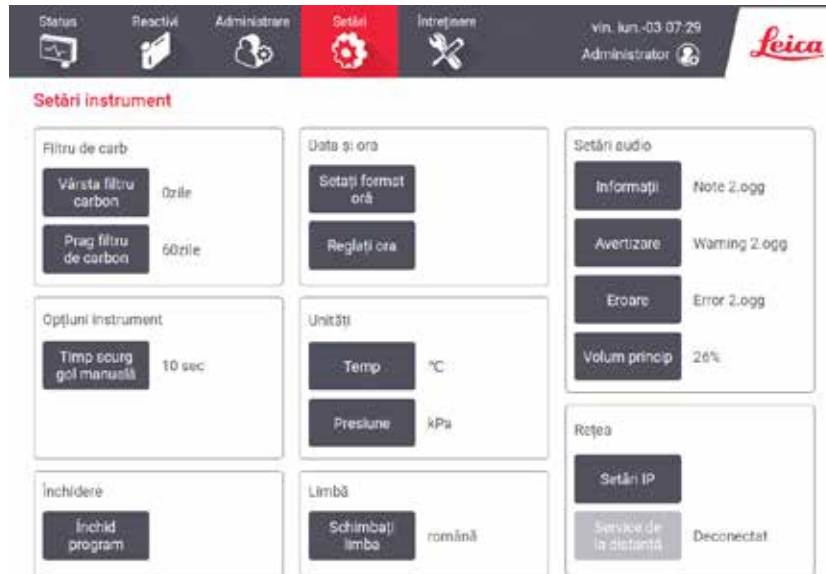 Status Reactivi Administrare Setări Întreținere
vin. iun.-03 07:29
Administrator
Leica
Setări instrument
Filtru de carb
Vârsta filtru
carbon
0zile
Prag filtru
de carbon
60zile
Opțiuni instrument
Timp scurg
gol manuală
10 sec
Închidere
Închid
program
Data și ora
Setați format
oră
Reglați ora
Unități
Temp
°C
Presiune
kPa
Limbă
Schimbați
limba
română
Setări audio
Informații
Note 2.ogg
Avertizare
Warning 2.ogg
Eroare
Error 2.ogg
Volum princip
26%
Rețea
Setări IP
Service de
la distanță
Deconectat